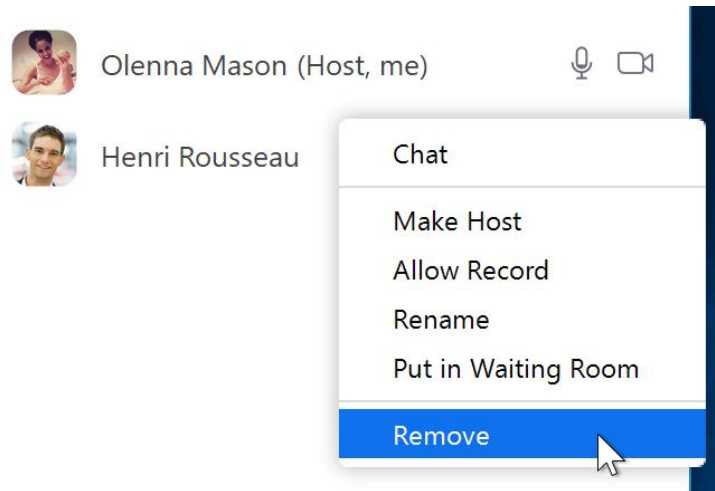 Olenna Mason (Host, me)
Henri Rousseau
Chat
Make Host
Allow Record
Rename
Put in Waiting Room
Remove